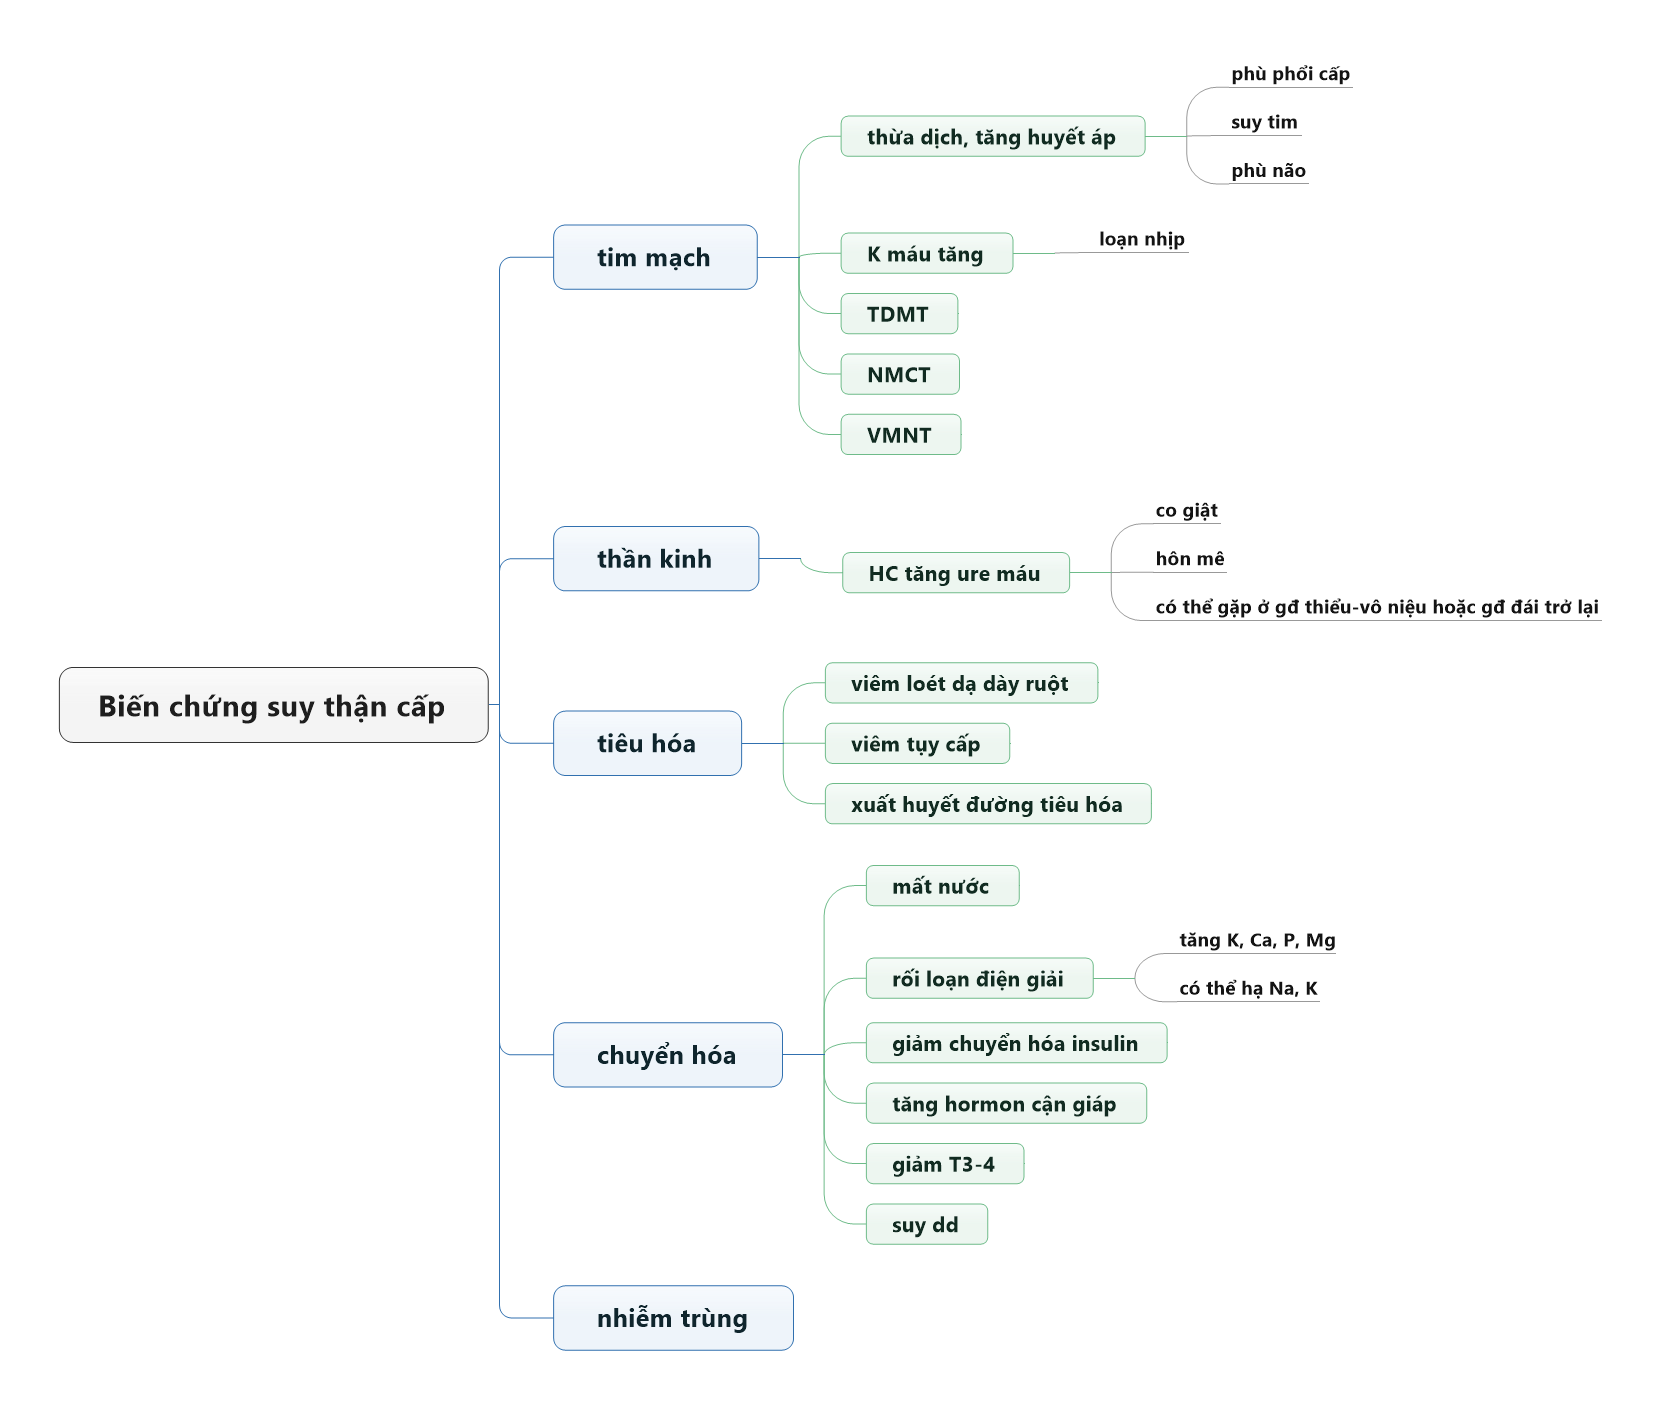 Biến chứng suy thận cấp
tim mạch
thừa dịch, tăng huyết áp
phù phổi cấp
suy tim
phù não
K máu tăng
loạn nhịp
TDMT
NMCT
VMNT
thần kinh
HC tăng ure máu
co giật
hôn mê
có thể gặp ở gđ thiểu-vô niệu hoặc gđ đái trở lại
tiêu hóa
viêm loét dạ dày ruột
viêm tụy cấp
xuất huyết đường tiêu hóa
chuyển hóa
mất nước
rối loạn điện giải
tăng K, Ca, P, Mg
có thể hạ Na, K
giảm chuyển hóa insulin
tăng hormon cận giáp
giảm T3-4
suy dd
nhiễm trùng